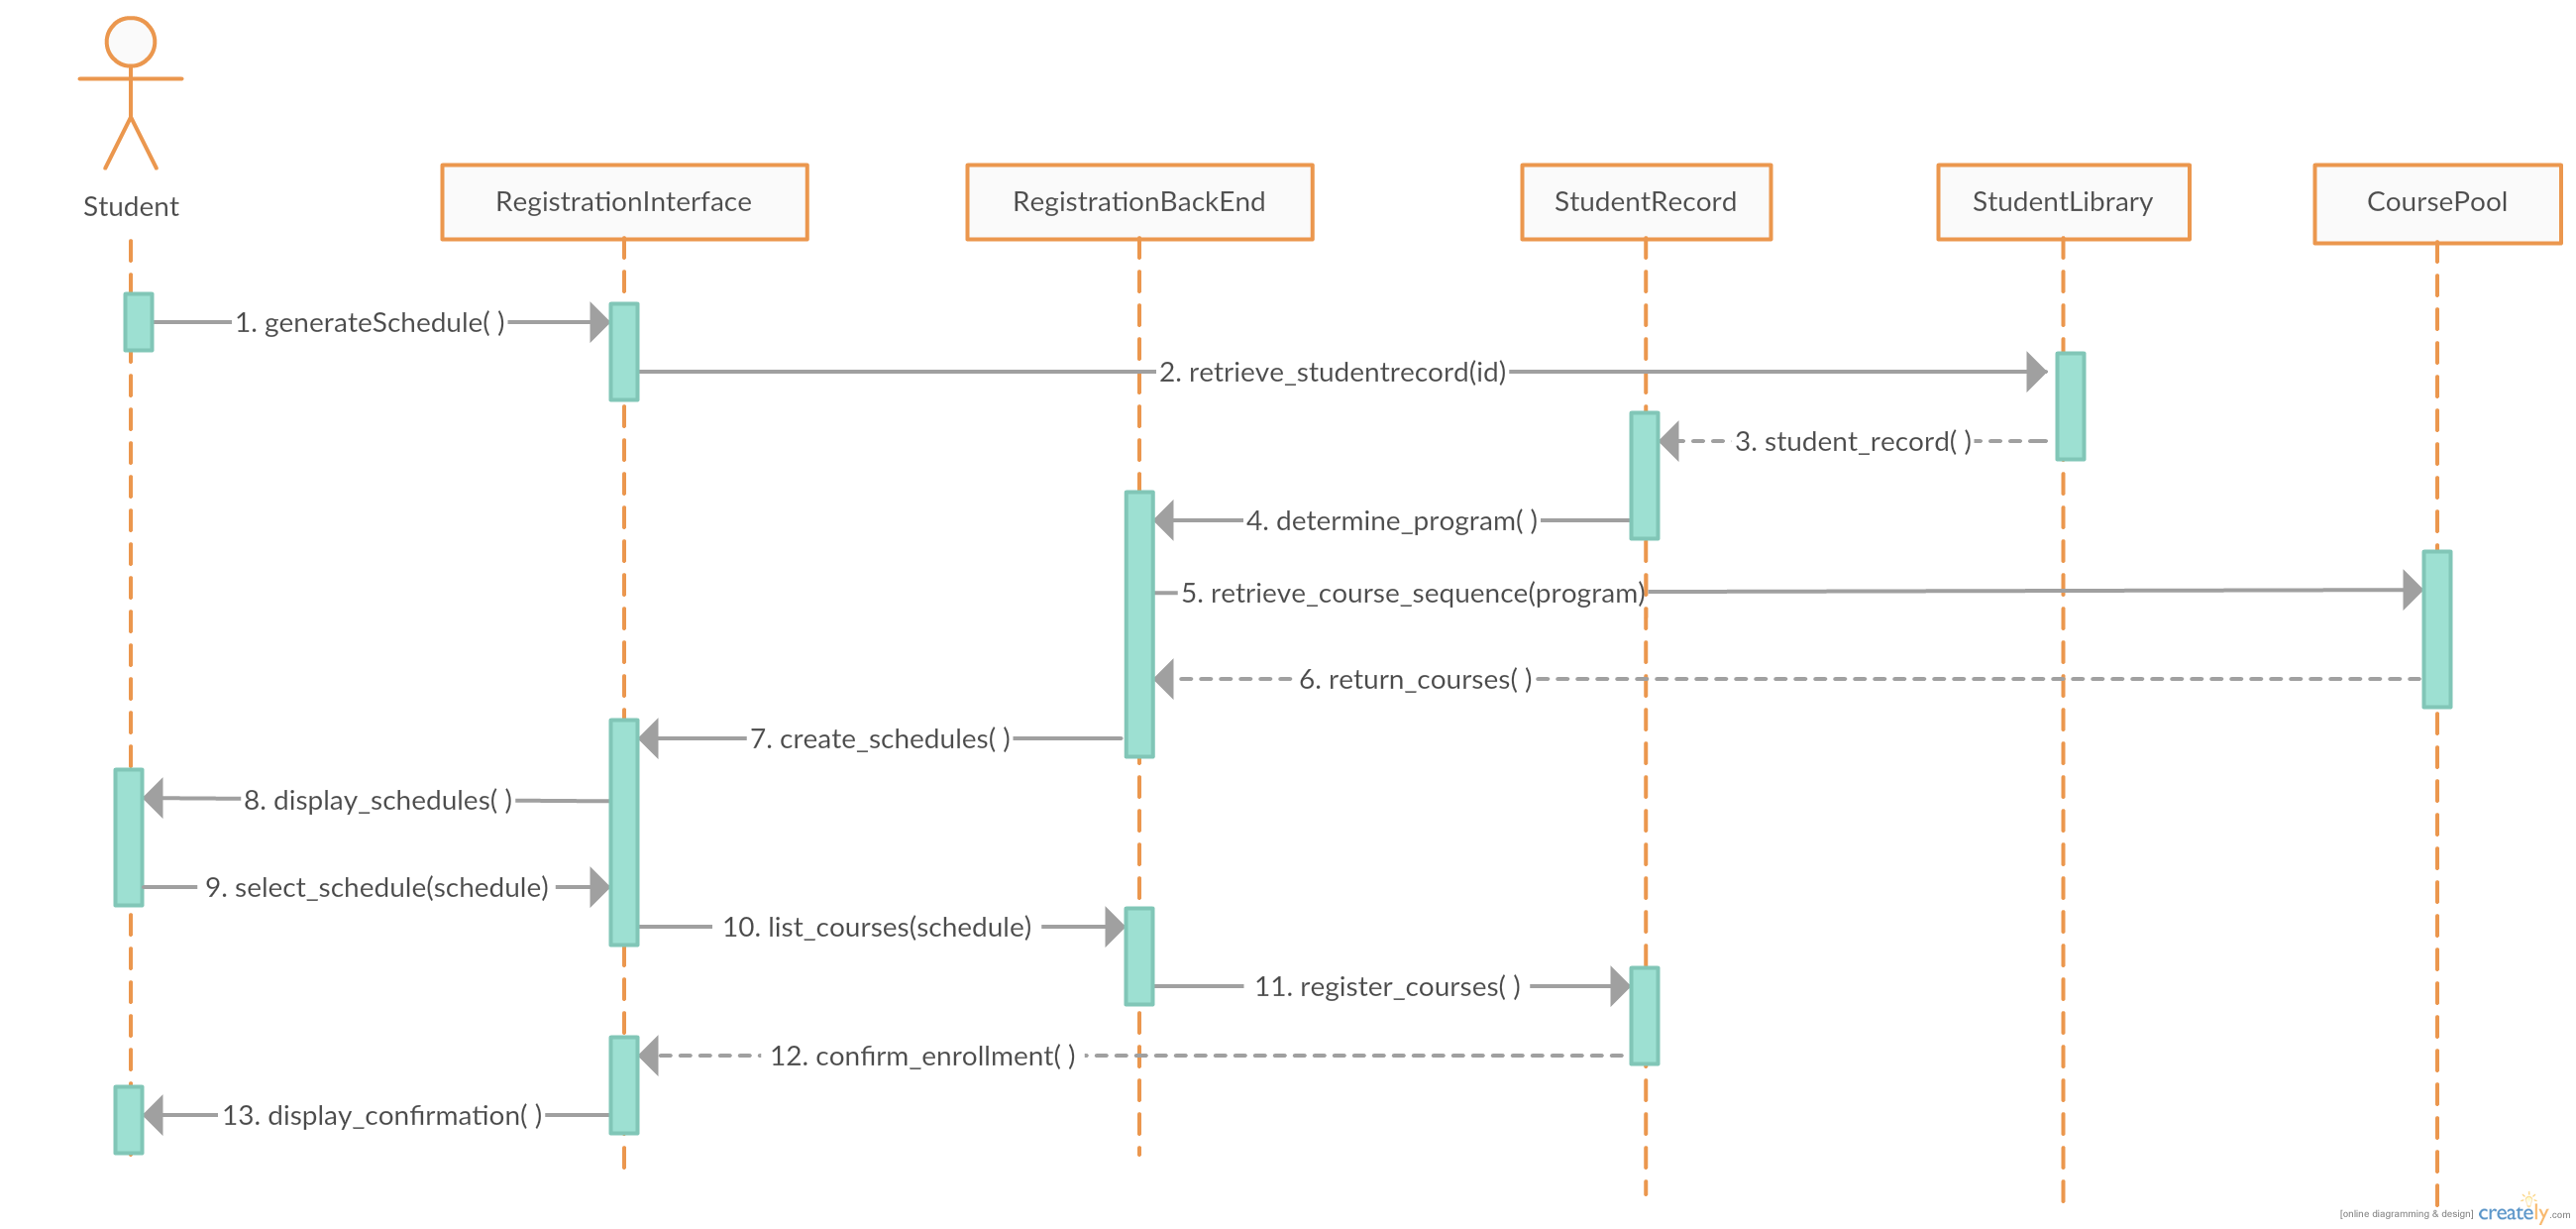 Student
RegistrationInterface
RegistrationBackEnd
StudentRecord
StudentLibrary
CoursePool
1. generateSchedule( )
2. retrieve_studentrecord(id)
3. student_record( )
4. determine_program( )
5. retrieve_course_sequence(program)
6. return_courses( )
7. create_schedules( )
8. display_schedules( )
9. select_schedule(schedule)
10. list_courses(schedule)
11. register_courses( )
12. confirm_enrollment( )
13. display_confirmation( )
[online diagramming & design] creately.com